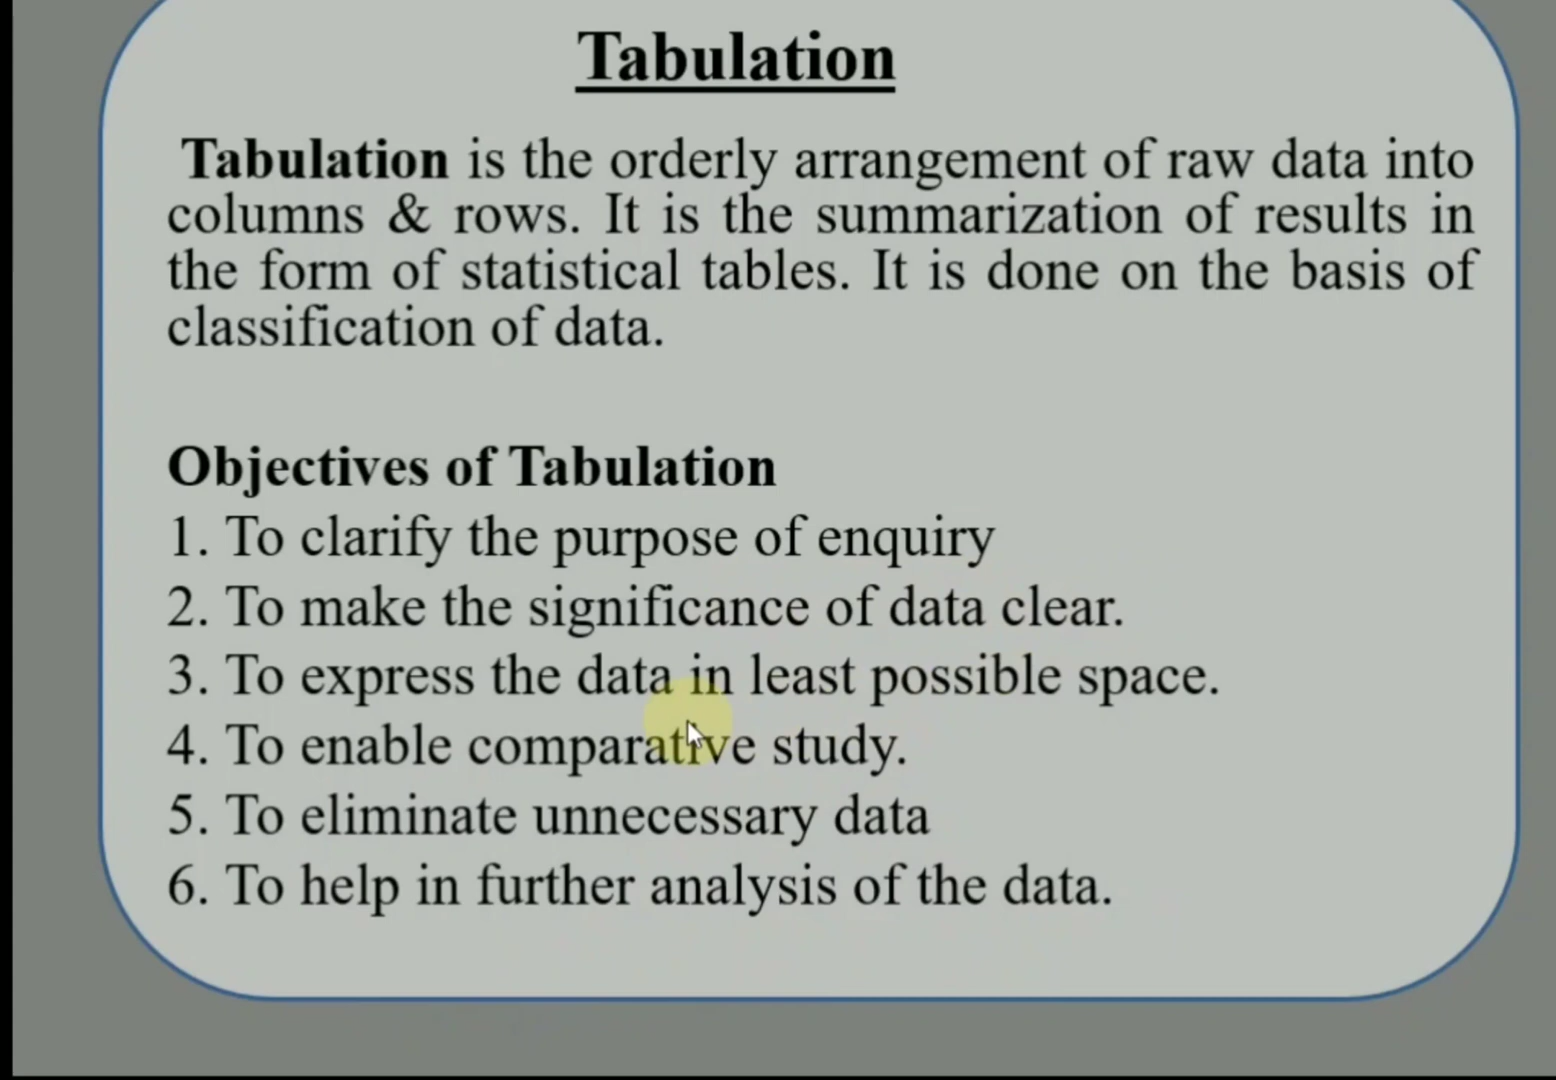 Tabulation
Tabulation is the orderly arrangement of raw data into
columns & rows. It is the summarization of results in
the form of statistical tables. It is done on the basis of
classification of data.
Objectives of Tabulation
1. To clarify the purpose of enquiry
2. To make the significance of data clear.
3. To express the data in least possible space.
4. To enable comparative study.
5. To eliminate unnecessary data
6. To help in further analysis of the data.